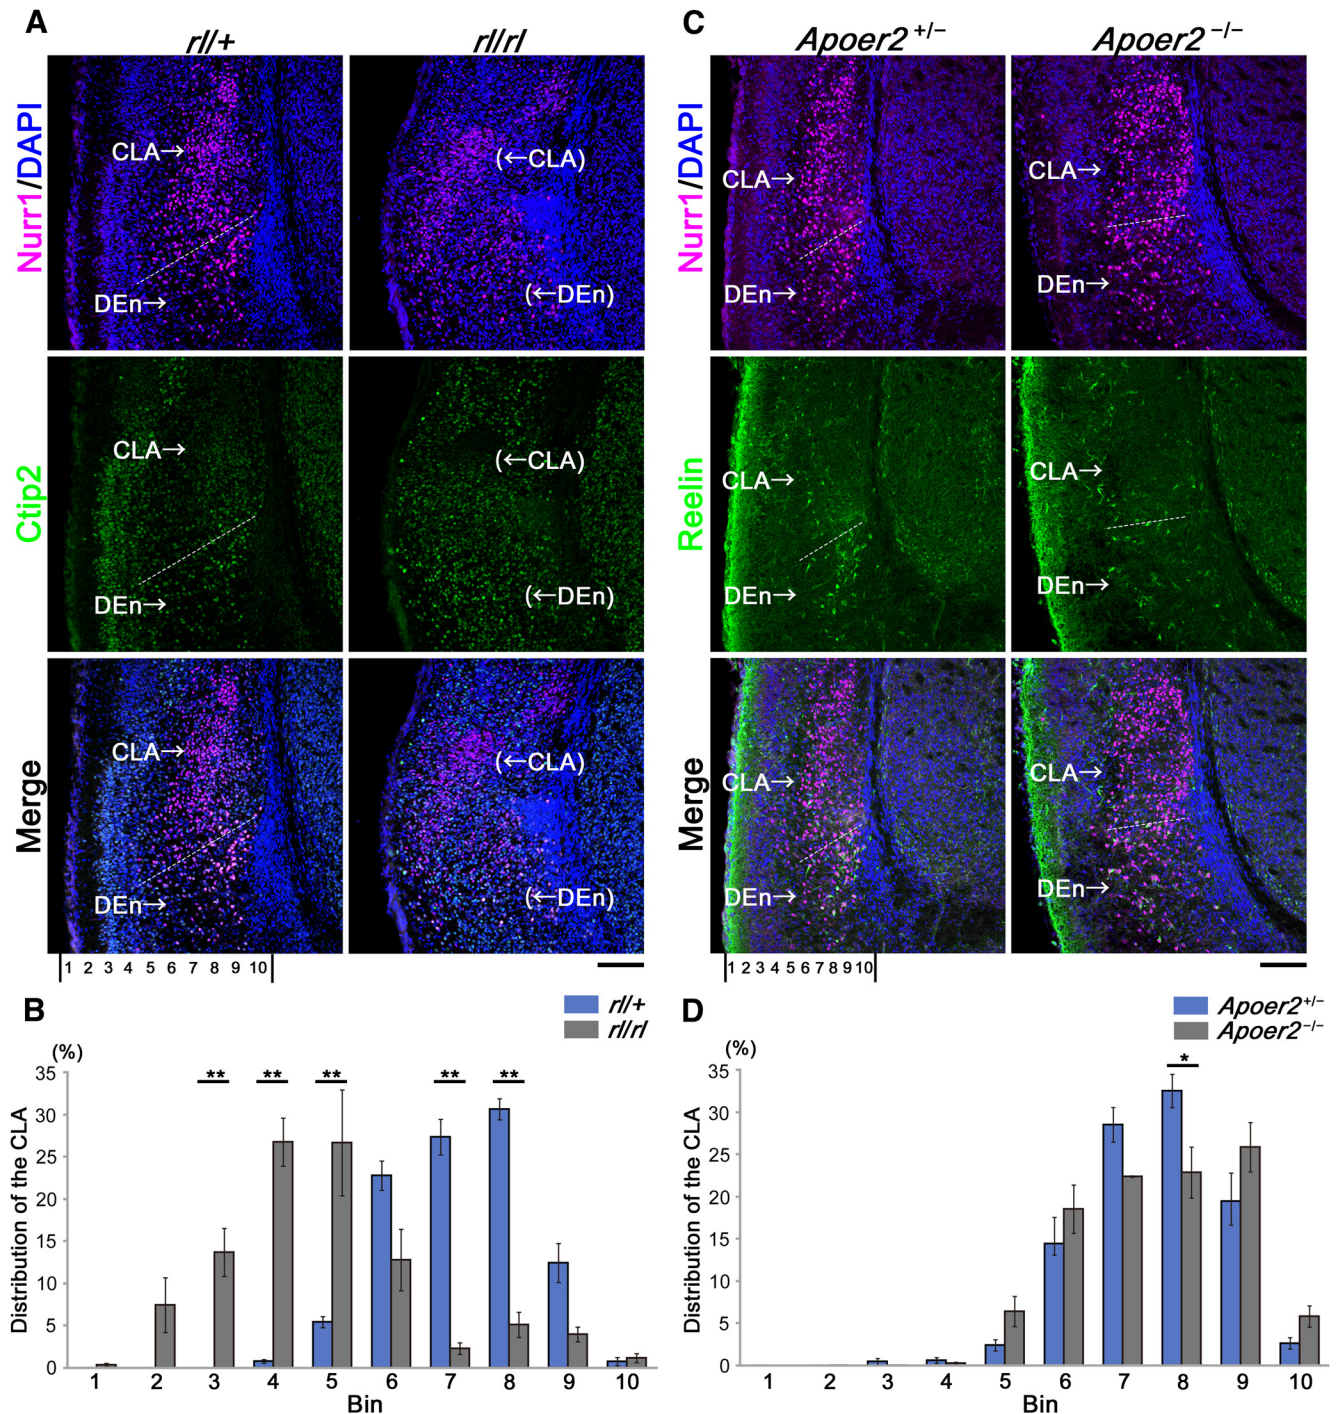 A
rl/+
rl/rl
Nurr1/DAPI
CLA→
DEn→
(←CLA)
(←DEn)
Ctip2
CLA→
DEn→
(←CLA)
(←DEn)
Merge
CLA→
DEn→
(←CLA)
(←DEn)
1 2 3 4 5 6 7 8 9 10
C
Apoer2+/−
Apoer2−/−
Nurr1/DAPI
CLA→
DEn→
CLA→
DEn→
Reelin
CLA→
DEn→
CLA→
DEn→
Merge
CLA→
DEn→
CLA→
DEn→
1 2 3 4 5 6 7 8 9 10
B
rl/+
rl/rl
(%)
Distribution of the CLA
35
30
25
20
15
10
5
0
** ** ** ** **
1 2 3 4 5 6 7 8 9 10
Bin
D
Apoer2+/−
Apoer2−/−
(%)
Distribution of the CLA
35
30
25
20
15
10
5
0
*
1 2 3 4 5 6 7 8 9 10
Bin